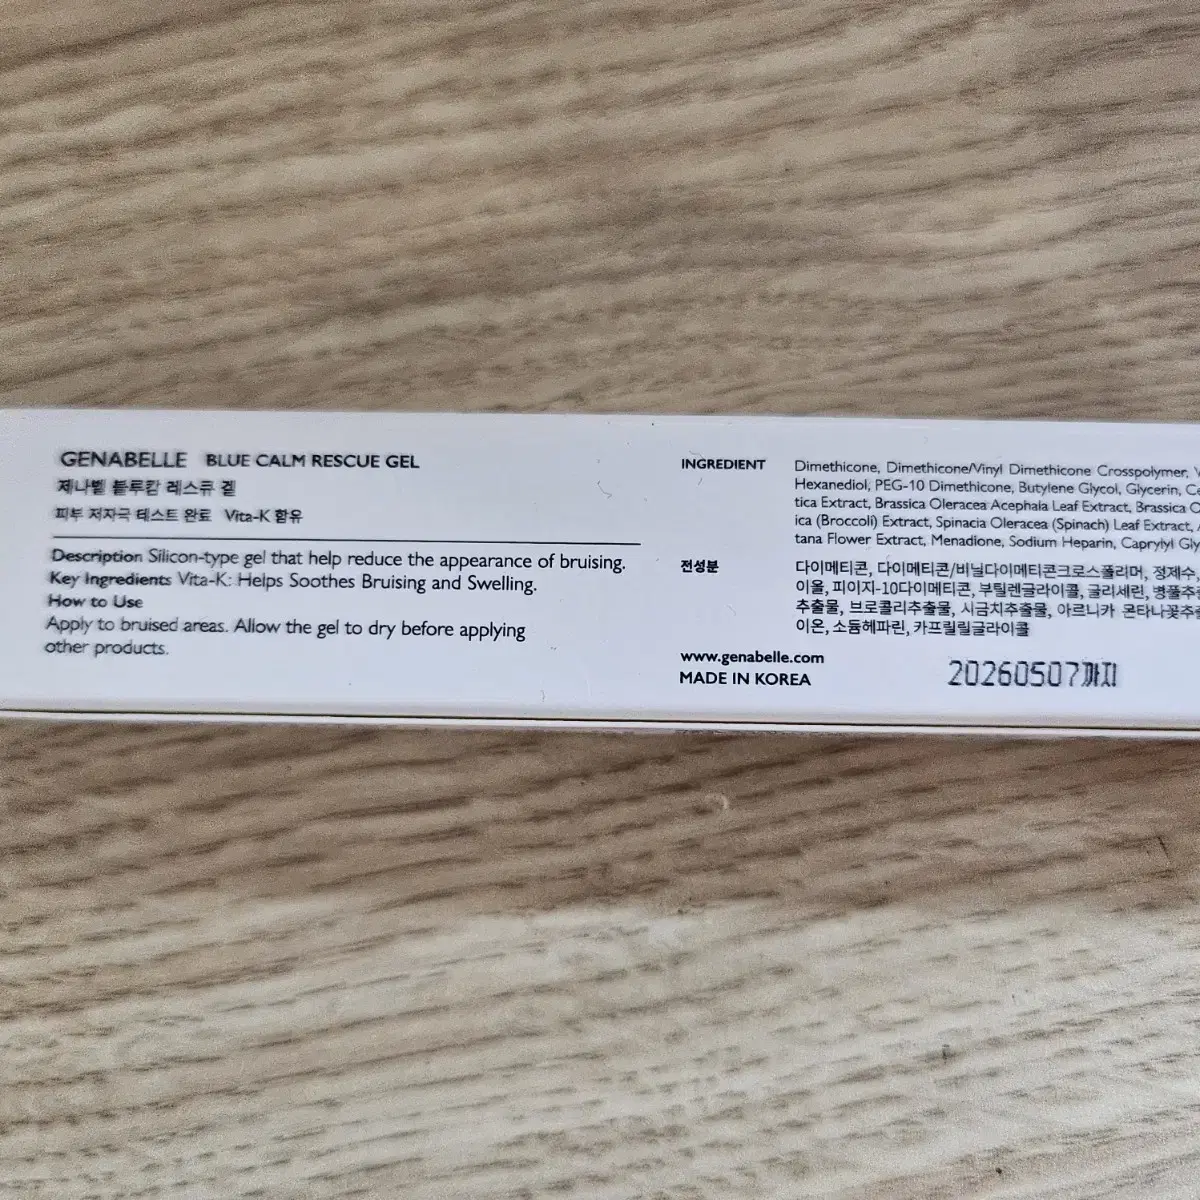 GENABELLE BLUE CALM RESCUE GEL
제나벨 블루캄 레스큐 겔
피부 저자극 테스트 완료 Vita-K 함유
Description Silicon-type gel that help reduce the appearance of bruising.
Key Ingredients Vita-K: Helps Soothes Bruising and Swelling.
How to Use
Apply to bruised areas. Allow the gel to dry before applying
other products.
INGREDIENT
Dimethicone, Dimethicone/Vinyl Dimethicone Crosspolymer,
Hexanediol, PEG-10 Dimethicone, Butylene Glycol, Glycerin,
tica Extract, Brassica Oleracea Acephala Leaf Extract, Brassica
ica (Broccoli) Extract, Spinacia Oleracea (Spinach) Leaf Extract,
tana Flower Extract, Menadione, Sodium Heparin, Caprylyl
전성분
다이메티콘, 다이메티콘/비닐다이메티콘크로스폴리머, 정제수,
이올, 피이지-10다이메티콘, 부틸렌글라이콜, 글리세린,
추출물, 브로콜리추출물, 시금치추출물, 아르니카
이온, 소듐헤파린, 카프릴릴글라이콜
www.genabelle.com
MADE IN KOREA
20260507까지